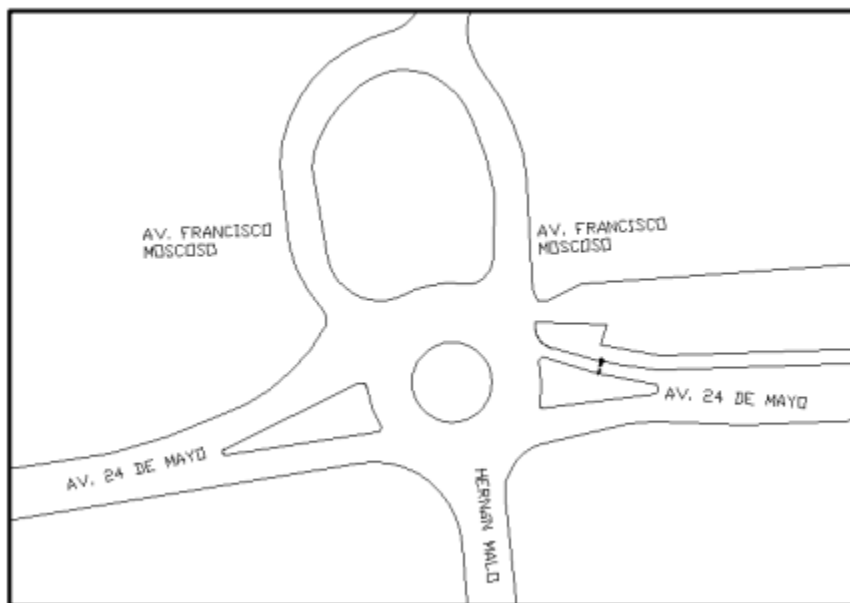 AV. FRANCISCO
MOSCOSO
AV. FRANCISCO
MOSCOSO
AV. 24 DE MAYO
AV. 24 DE MAYO
HERNAN MALO